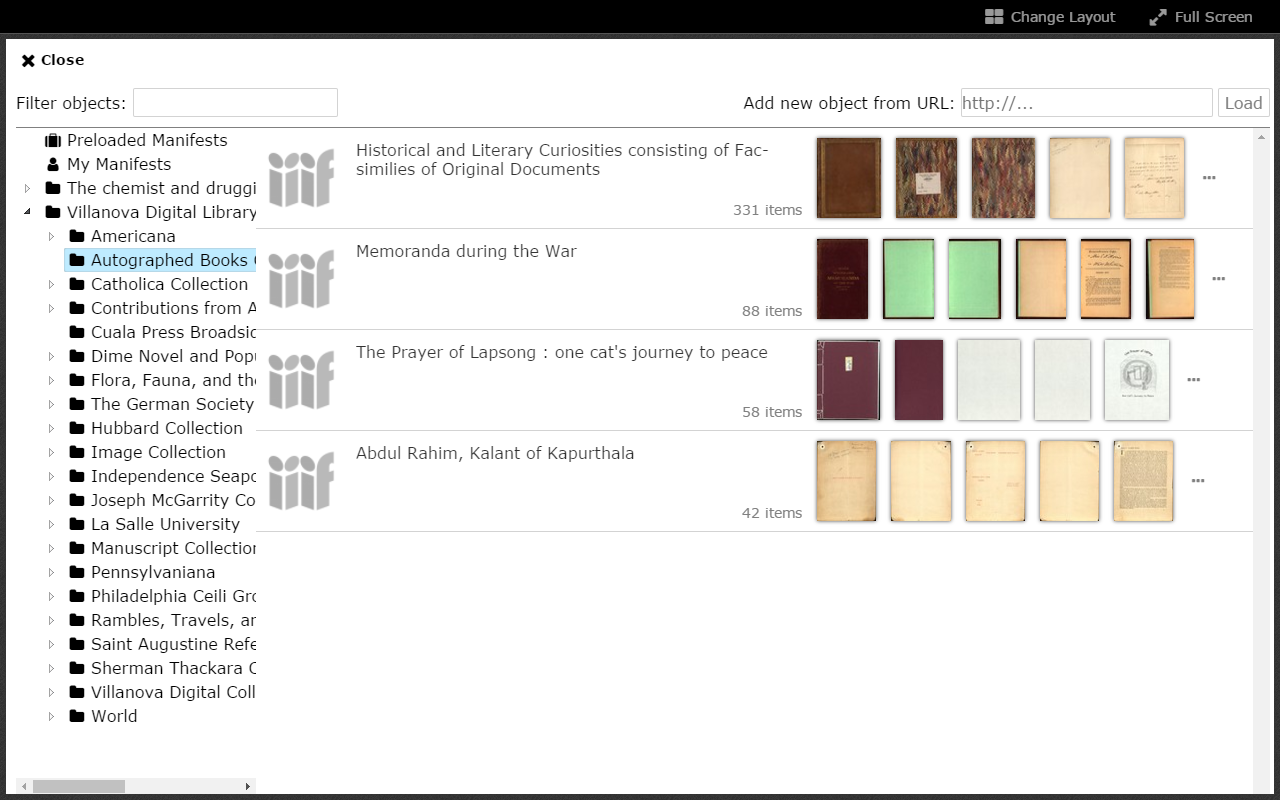 Change Layout
Full Screen
Close
Filter objects:
Add new object from URL: http://... Load
Preloaded Manifests
My Manifests
The chemist and druggi
Villanova Digital Library
Americana
Autographed Books
Catholica Collection
Contributions from A
Cuala Press Broadsid
Dime Novel and Popu
Flora, Fauna, and the
The German Society
Hubbard Collection
Image Collection
Independence Seapo
Joseph McGarrity Co
La Salle University
Manuscript Collection
Pennsylvaniana
Philadelphia Ceili Gro
Rambles, Travels, an
Saint Augustine Refe
Sherman Thackara C
Villanova Digital Coll
World
iiif
Historical and Literary Curiosities consisting of Fac-
similies of Original Documents
331 items
...
iiif
Memoranda during the War
88 items
...
iiif
The Prayer of Lapsong : one cat's journey to peace
58 items
...
iiif
Abdul Rahim, Kalant of Kapurthala
42 items
...